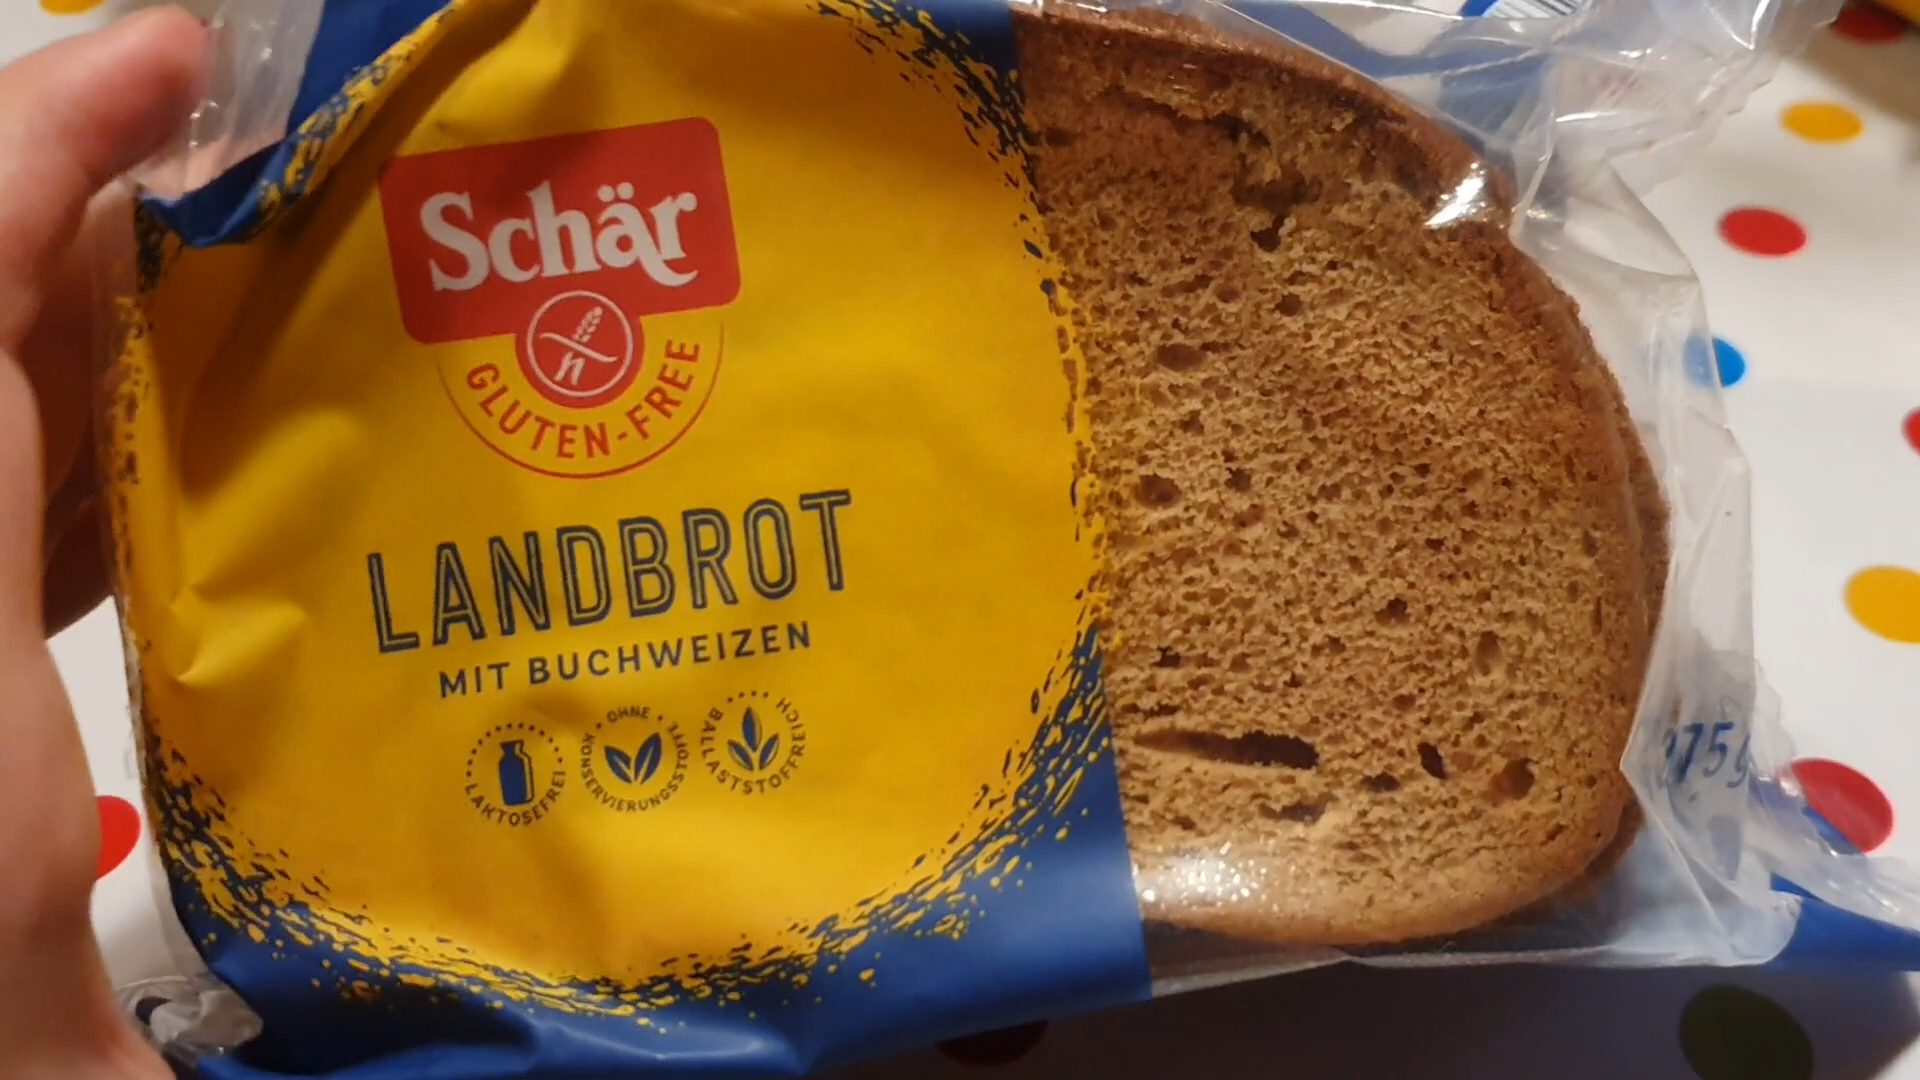 Schär
GLUTEN-FREE
LANDBROT
MIT BUCHWEIZEN
LAKTOSEFREI
OHNE KONSERVIERUNGSSTOFFE
BALLASTSTOFFREICH